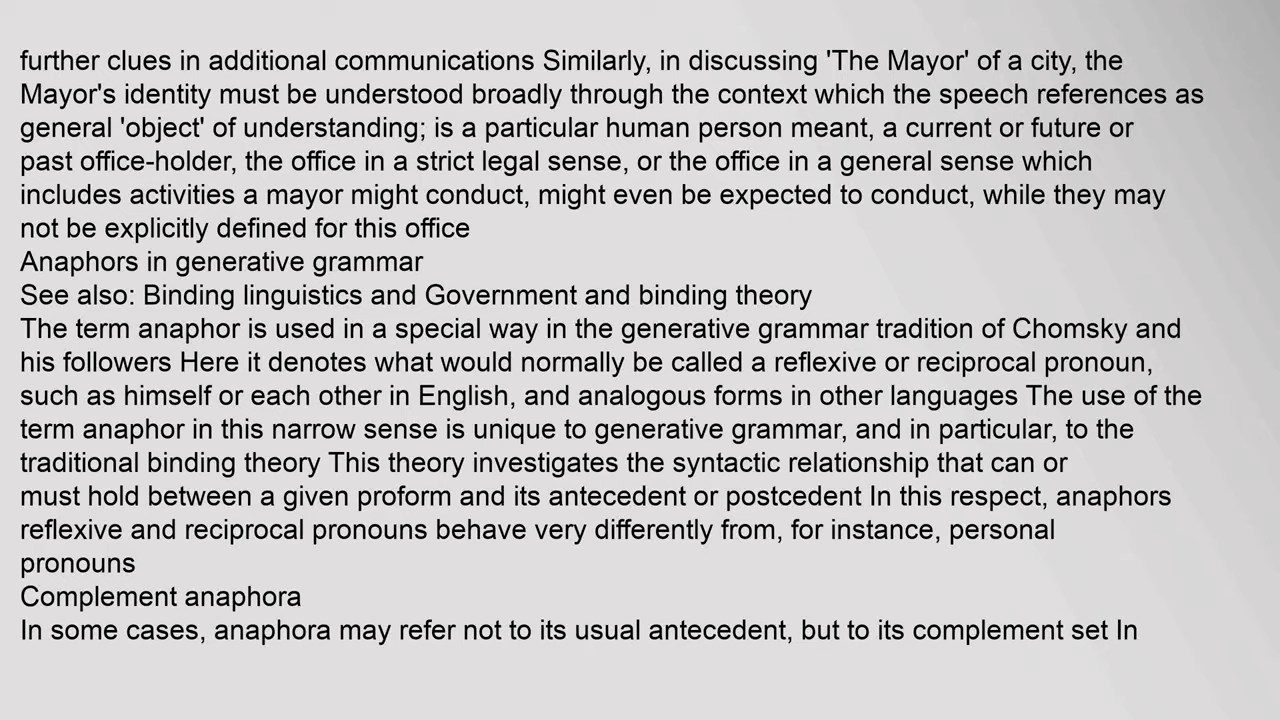 further clues in additional communications Similarly, in discussing 'The Mayor' of a city, the
Mayor's identity must be understood broadly through the context which the speech references as
general 'object' of understanding; is a particular human person meant, a current or future or
past office-holder, the office in a strict legal sense, or the office in a general sense which
includes activities a mayor might conduct, might even be expected to conduct, while they may
not be explicitly defined for this office
Anaphors in generative grammar
See also: Binding linguistics and Government and binding theory
The term anaphor is used in a special way in the generative grammar tradition of Chomsky and
his followers Here it denotes what would normally be called a reflexive or reciprocal pronoun,
such as himself or each other in English, and analogous forms in other languages The use of the
term anaphor in this narrow sense is unique to generative grammar, and in particular, to the
traditional binding theory This theory investigates the syntactic relationship that can or
must hold between a given proform and its antecedent or postcedent In this respect, anaphors
reflexive and reciprocal pronouns behave very differently from, for instance, personal
pronouns
Complement anaphora
In some cases, anaphora may refer not to its usual antecedent, but to its complement set In